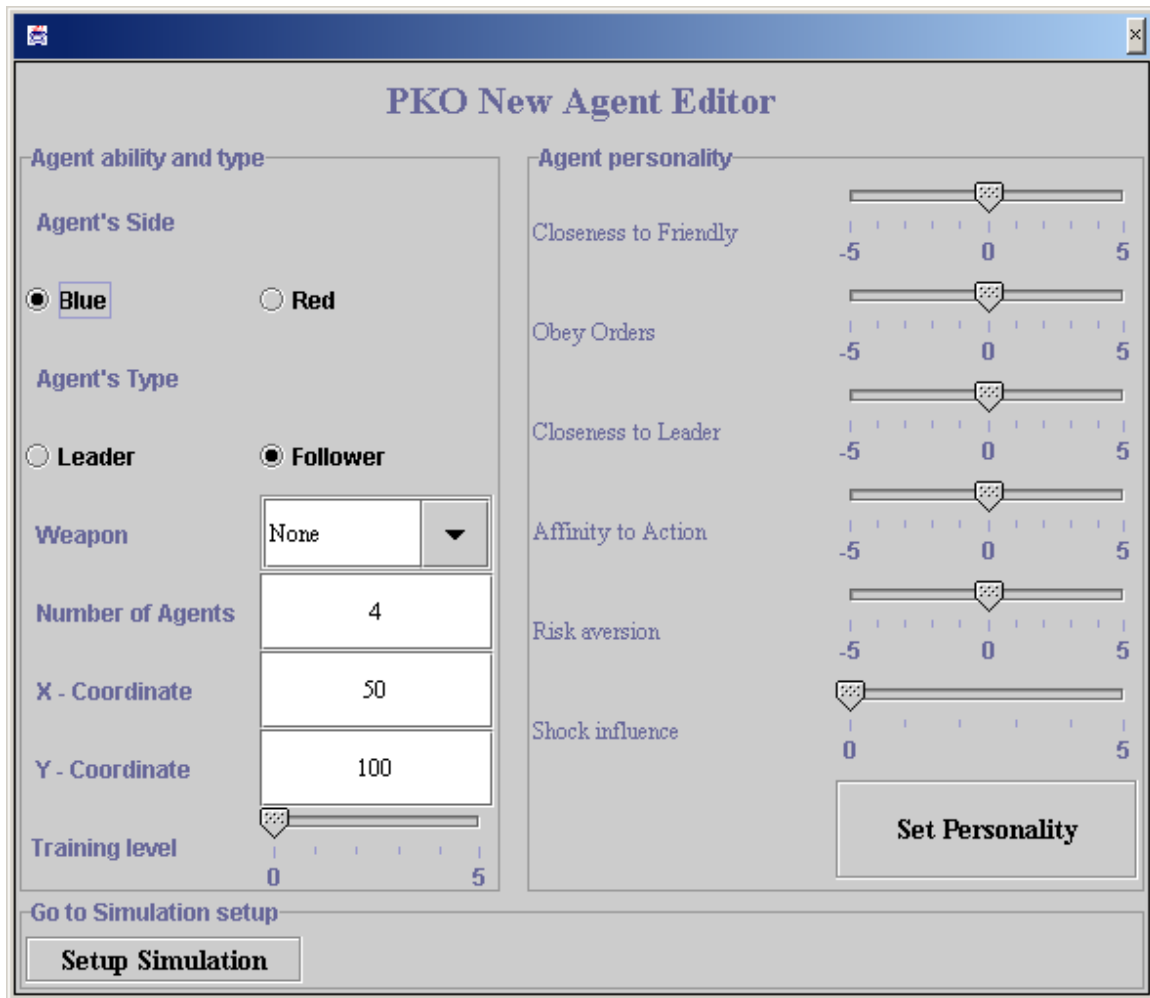 PKO New Agent Editor
Agent ability and type
Agent's Side
Blue Red
Agent's Type
Leader Follower
Weapon None
Number of Agents 4
X - Coordinate 50
Y - Coordinate 100
Training level
0 5
Agent personality
Closeness to Friendly
-5 0 5
Obey Orders
-5 0 5
Closeness to Leader
-5 0 5
Affinity to Action
-5 0 5
Risk aversion
-5 0 5
Shock influence
0 5
Set Personality
Go to Simulation setup
Setup Simulation